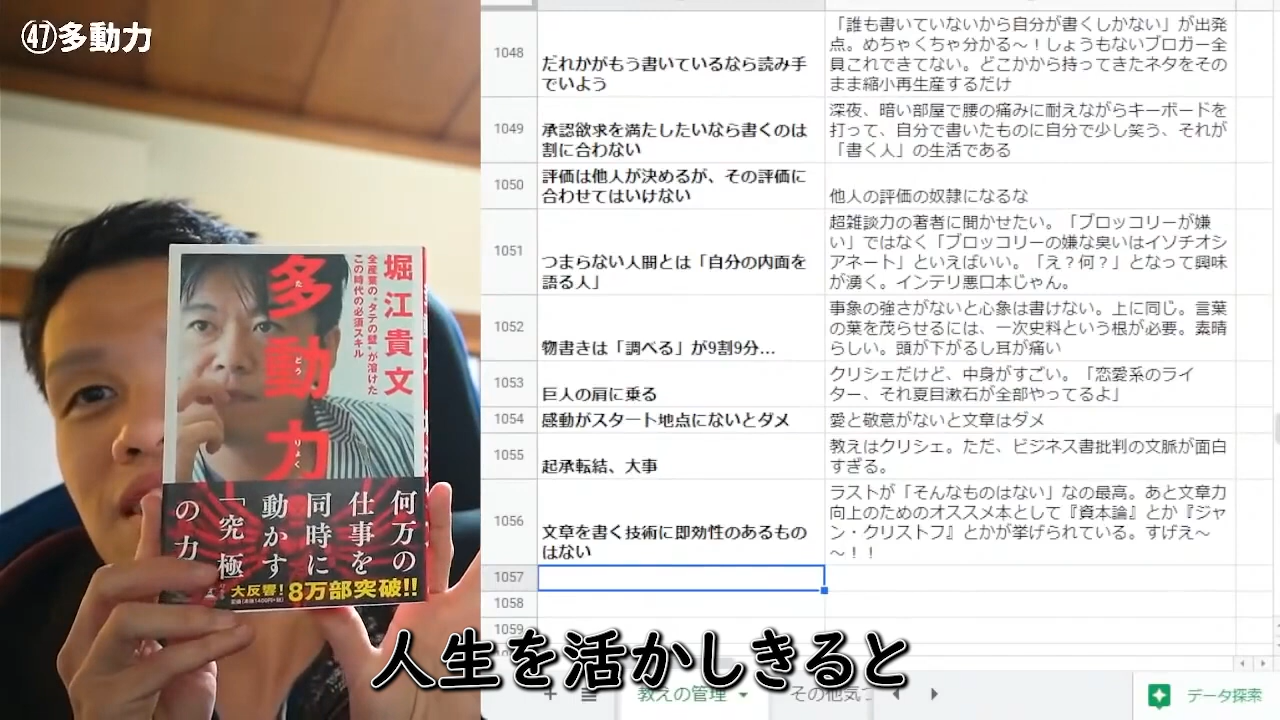 ㊼多動力
堀江貴文
全産業の“タテの壁”が溶けた
この時代の必須スキル
多動力
た
どう
りょく
何万の
仕事を
同時に
動かす
「究極
の力
大反響!
8万部突破!!
1048
だれかがもう書いているなら読み手
でいよう
「誰も書いていないから自分が書くしかない」が出発
点。めちゃくちゃ分かる~!しょうもないブロガー全
員これできてない。どこかから持ってきたネタをその
まま縮小再生産するだけ
1049
承認欲求を満たしたいなら書くのは
割に合わない
深夜、暗い部屋で腰の痛みに耐えながらキーボードを
打って、自分で書いたものに自分で少し笑う、それが
「書く人」の生活である
1050
評価は他人が決めるが、その評価に
合わせてはいけない
他人の評価の奴隷になるな
1051
つまらない人間とは「自分の内面を
語る人」
超雑談力の著者に聞かせたい。「ブロッコリーが嫌
い」ではなく「ブロッコリーの嫌な臭いはイソチオシ
アネート」といえばいい。「え?何?」となって興味
が湧く。インテリ悪口本じゃん。
1052
物書きは「調べる」が9割9分…
事象の強さがないと心象は書けない。上に同じ。言葉
の葉を茂らせるには、一次史料という根が必要。素晴
らしい。頭が下がるし耳が痛い
1053
巨人の肩に乗る
クリシェだけど、中身がすごい。「恋愛系のライ
ター、それ夏目漱石が全部やってるよ」
1054
感動がスタート地点にないとダメ
愛と敬意がないと文章はダメ
1055
起承転結、大事
教えはクリシェ。ただ、ビジネス書批判の文脈が面白
すぎる。
1056
文章を書く技術に即効性のあるもの
はない
ラストが「そんなものはない」なの最高。あと文章力
向上のためのオススメ本として『資本論』とか『ジャ
ン・クリストフ』とかが挙げられている。すげえ~
~!!
1057
1058
1059
人生を活かしきると
教えの管理
その他気
データ探索